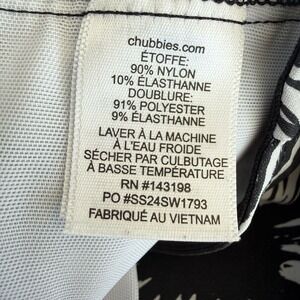 chubbies.com
ÉTOFFE:
90% NYLON
10% ÉLASTHANNE
DOUBLURE:
91% POLYESTER
9% ÉLASTHANNE
LAVER À LA MACHINE
À L'EAU FROIDE
SÉCHER PAR CULBUTAGE
À BASSE TEMPÉRATURE
RN #143198
PO #SS24SW1793
FABRIQUÉ AU VIETNAM